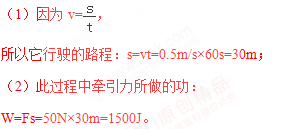 （1）因为 v=s/t，
所以它行驶的路程：s=vt=0.5m/s×60s=30m；
（2）此过程中牵引力所做的功：
W=Fs=50N×30m=1500J。